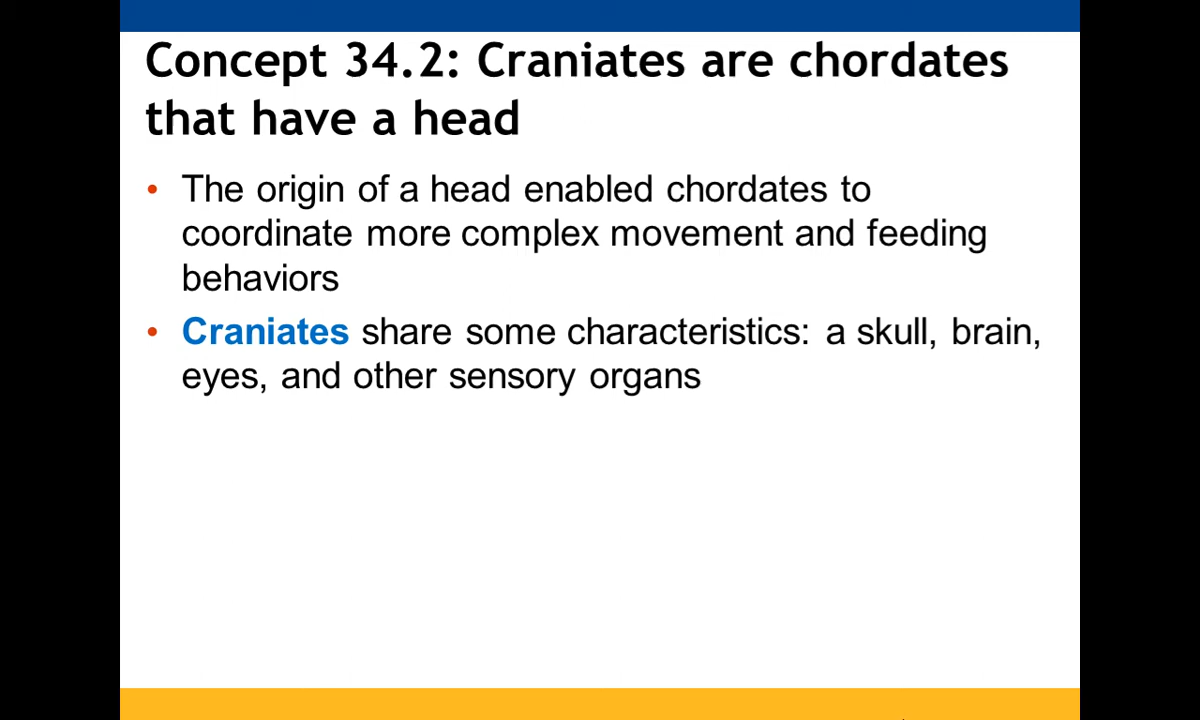 Concept 34.2: Craniates are chordates
that have a head
• The origin of a head enabled chordates to
coordinate more complex movement and feeding
behaviors
• Craniates share some characteristics: a skull, brain,
eyes, and other sensory organs